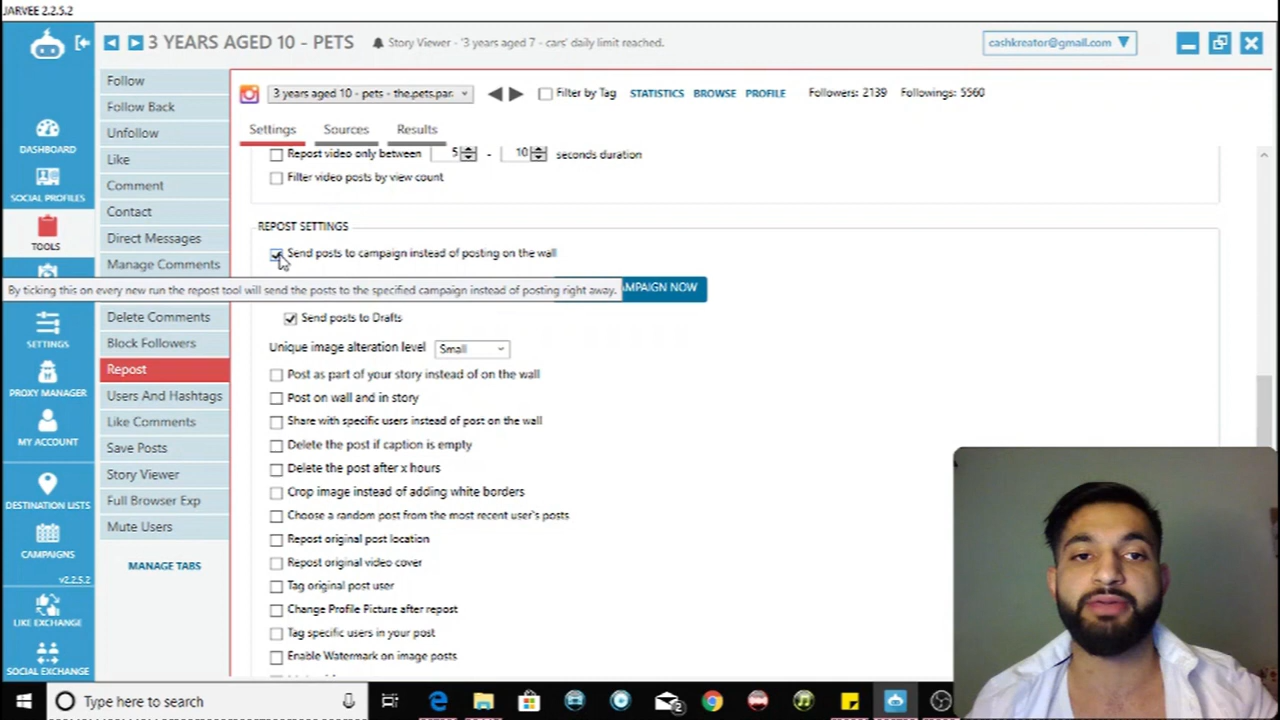 JARVEE 2.2.5.2
3 YEARS AGED 10 - PETS
Story Viewer - '3 years aged 7 - cars' daily limit reached.
cashkreator@gmail.com
3 years aged 10 - pets - the.pets.par
Filter by Tag
STATISTICS
BROWSE
PROFILE
Followers: 2139
Followings: 5560
Settings
Sources
Results
DASHBOARD
SOCIAL PROFILES
TOOLS
SETTINGS
PROXY MANAGER
MY ACCOUNT
DESTINATION LISTS
CAMPAIGNS
v2.2.5.2
LIKE EXCHANGE
SOCIAL EXCHANGE
Follow
Follow Back
Unfollow
Like
Comment
Contact
Direct Messages
Manage Comments
Delete Comments
Block Followers
Repost
Users And Hashtags
Like Comments
Save Posts
Story Viewer
Full Browser Exp
Mute Users
MANAGE TABS
Repost video only between 5 - 10 seconds duration
Filter video posts by view count
REPOST SETTINGS
Send posts to campaign instead of posting on the wall
By ticking this on every new run the repost tool will send the posts to the specified campaign instead of posting right away.
AMPAIGN NOW
Send posts to Drafts
Unique image alteration level Small
Post as part of your story instead of on the wall
Post on wall and in story
Share with specific users instead of post on the wall
Delete the post if caption is empty
Delete the post after x hours
Crop image instead of adding white borders
Choose a random post from the most recent user's posts
Repost original post location
Repost original video cover
Tag original post user
Change Profile Picture after repost
Tag specific users in your post
Enable Watermark on image posts
Type here to search
2